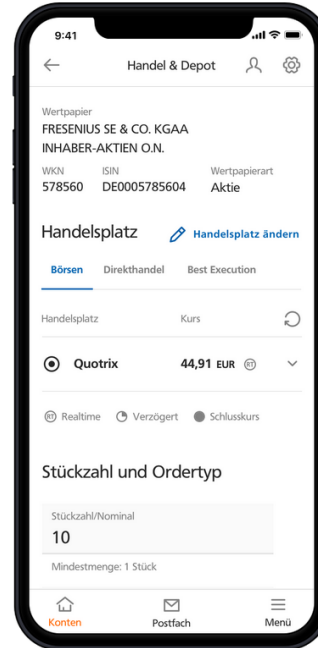 9:41
Handel & Depot
Wertpapier
FRESENIUS SE & CO. KGAA
INHABER-AKTIEN O.N.
WKN ISIN Wertpapierart
578560 DE0005785604 Aktie
Handelsplatz Handelsplatz ändern
Börsen Direkthandel Best Execution
Handelsplatz Kurs
Quotrix 44,91 EUR RT
RT Realtime Verzögert Schlusskurs
Stückzahl und Ordertyp
Stückzahl/Nominal
10
Mindestmenge: 1 Stück
Konten Postfach Menü